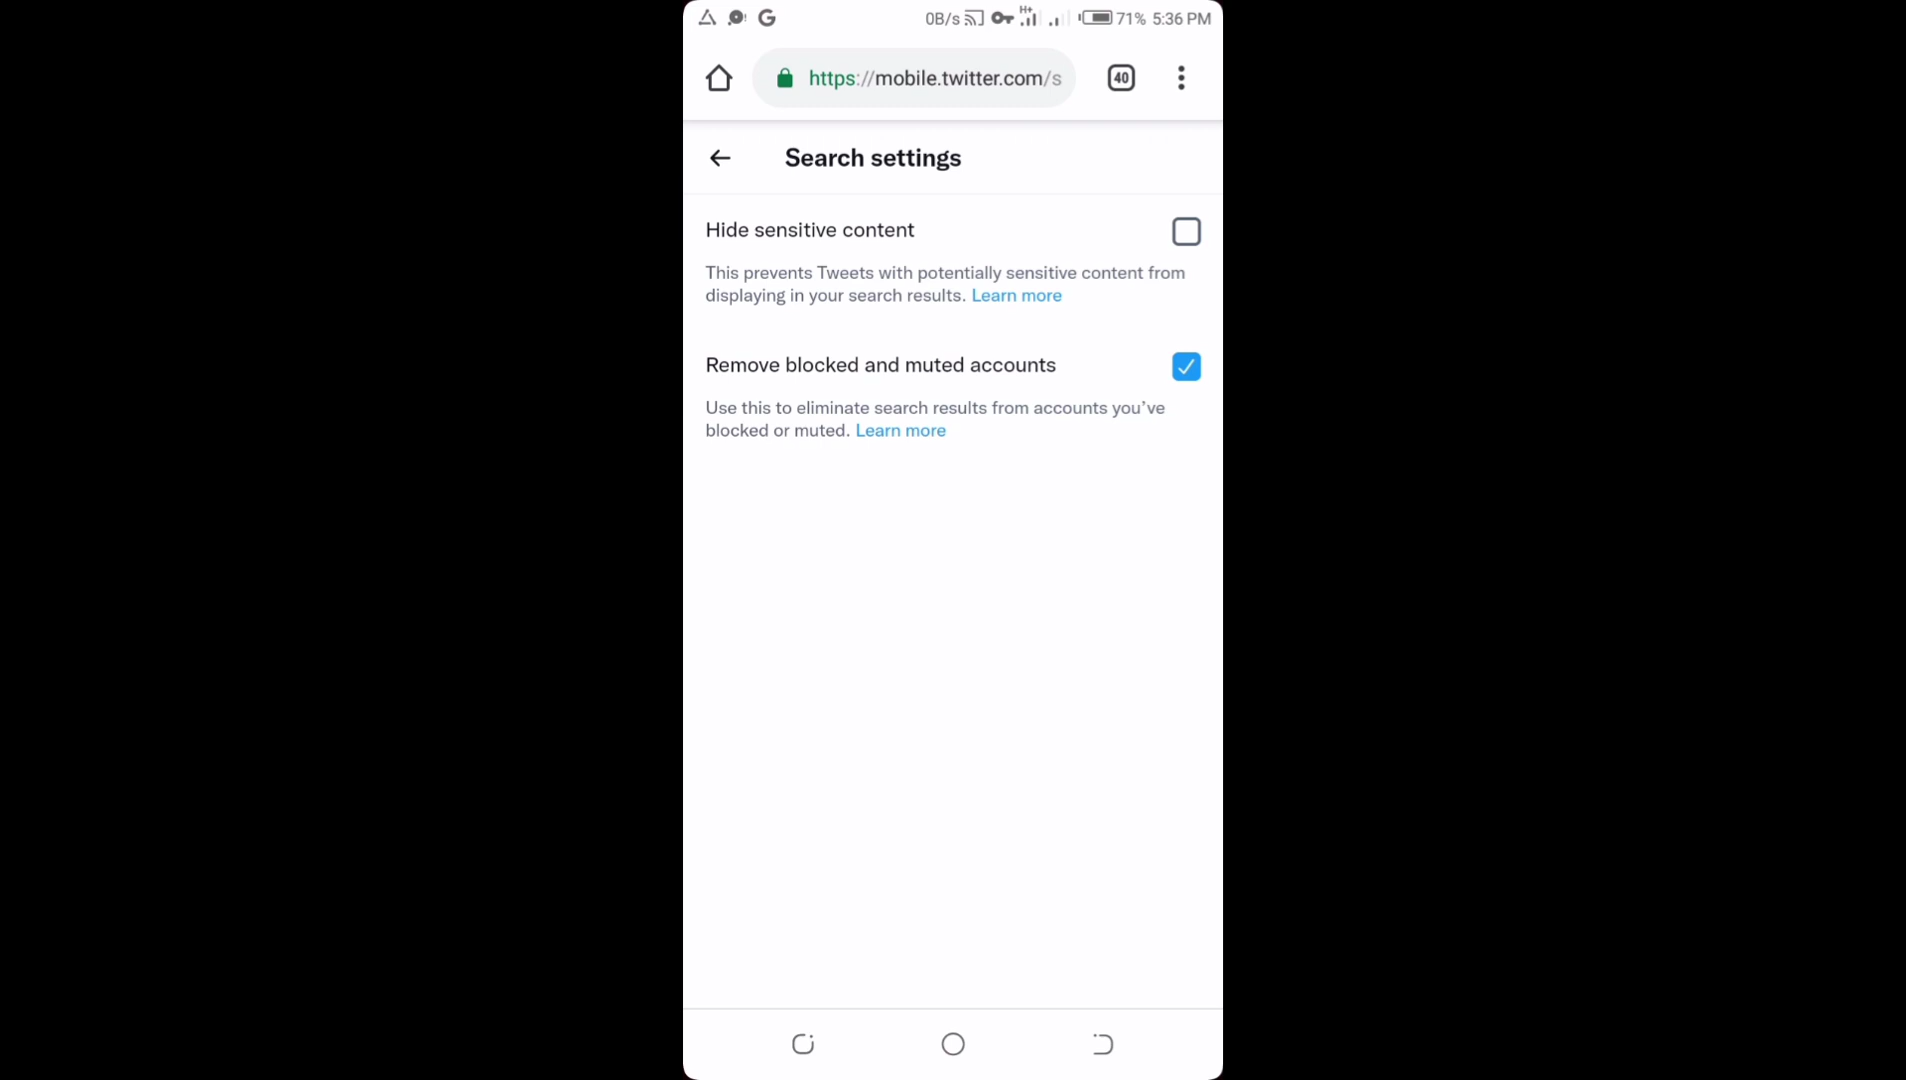 0B/s H+ 71% 5:36 PM
https://mobile.twitter.com/s 40
Search settings
Hide sensitive content
This prevents Tweets with potentially sensitive content from
displaying in your search results. Learn more
Remove blocked and muted accounts
Use this to eliminate search results from accounts you’ve
blocked or muted. Learn more